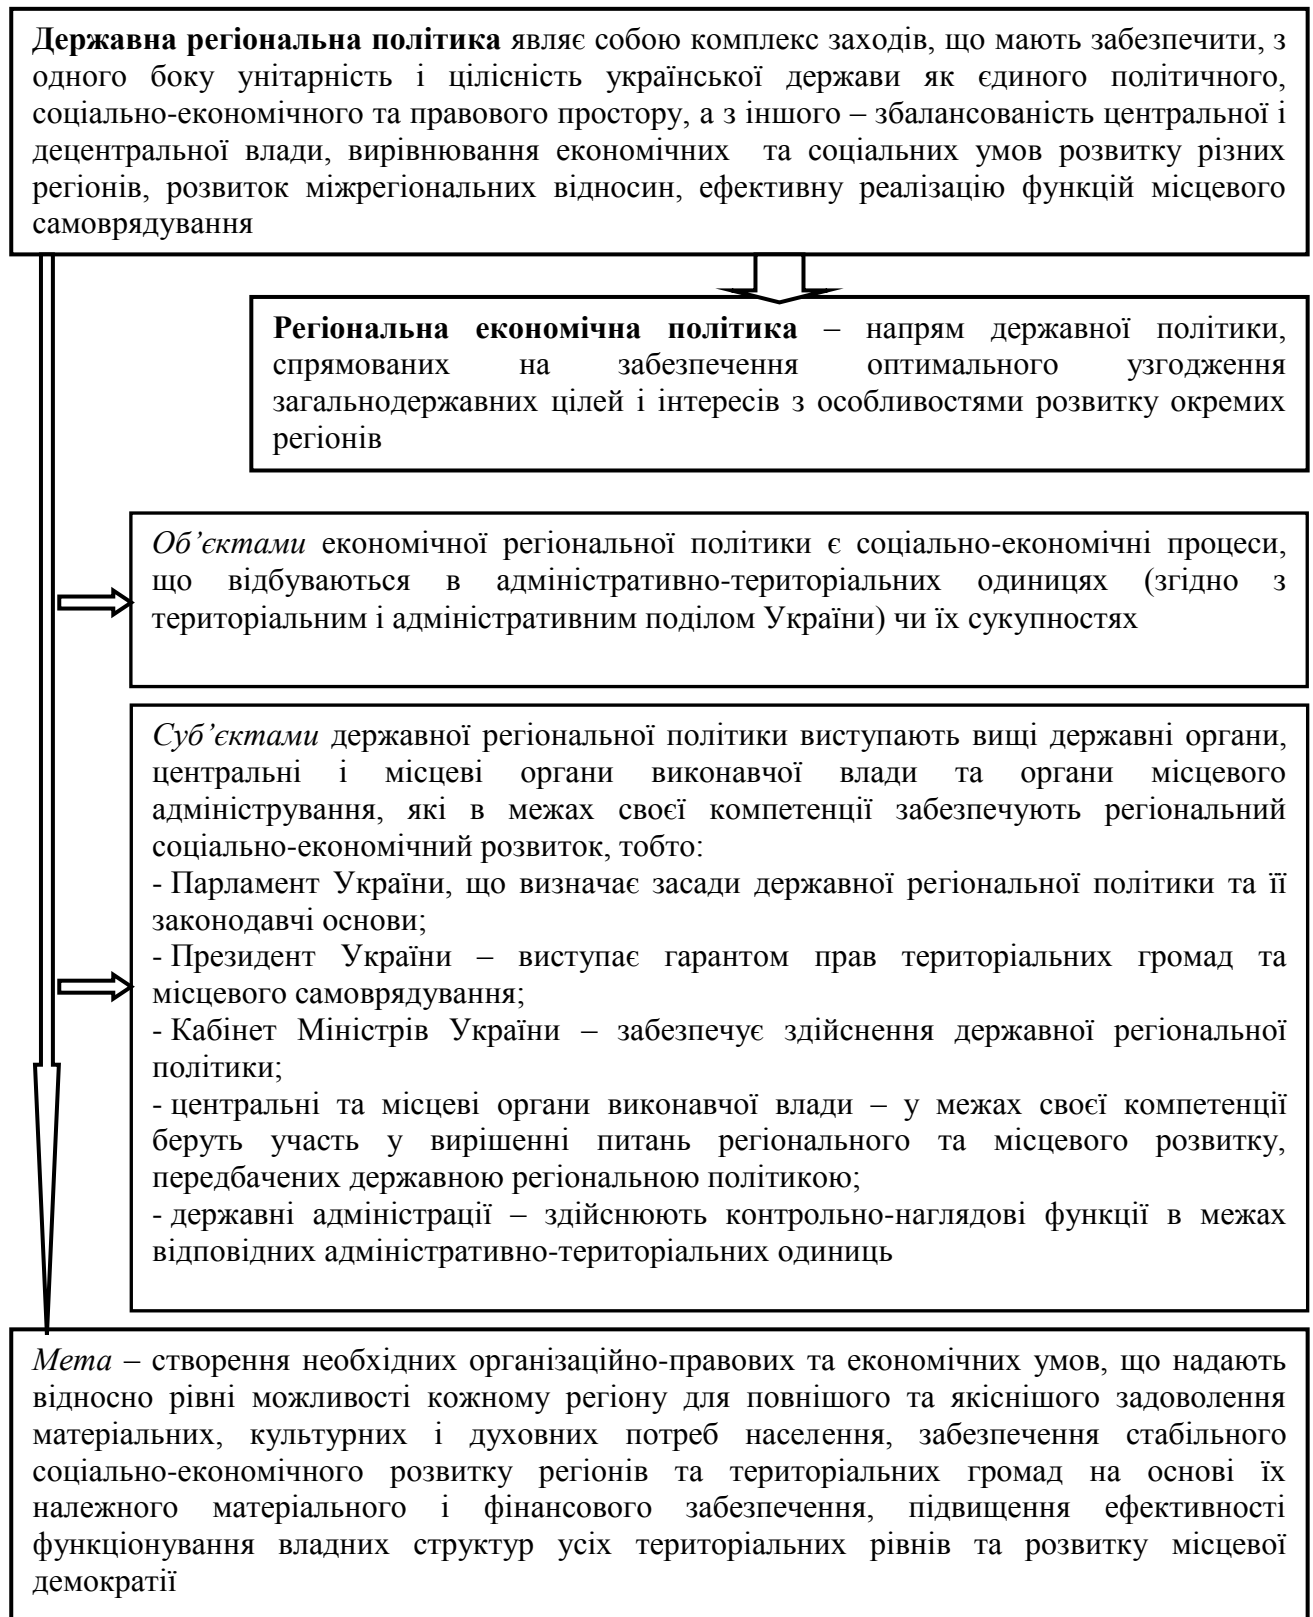 Державна регіональна політика являє собою комплекс заходів, що мають забезпечити, з
одного боку унітарність і цілісність української держави як єдиного політичного,
соціально-економічного та правового простору, а з іншого – збалансованість центральної і
децентральної влади, вирівнювання економічних та соціальних умов розвитку різних
регіонів, розвиток міжрегіональних відносин, ефективну реалізацію функцій місцевого
самоврядування
Регіональна економічна політика – напрям державної політики,
спрямованих на забезпечення оптимального узгодження
загальнодержавних цілей і інтересів з особливостями розвитку окремих
регіонів
Об’єктами економічної регіональної політики є соціально-економічні процеси,
що відбуваються в адміністративно-територіальних одиницях (згідно з
територіальним і адміністративним поділом України) чи їх сукупностях
Суб’єктами державної регіональної політики виступають вищі державні органи,
центральні і місцеві органи виконавчої влади та органи місцевого
адміністрування, які в межах своєї компетенції забезпечують регіональний
соціально-економічний розвиток, тобто:
- Парламент України, що визначає засади державної регіональної політики та її
законодавчі основи;
- Президент України – виступає гарантом прав територіальних громад та
місцевого самоврядування;
- Кабінет Міністрів України – забезпечує здійснення державної регіональної
політики;
- центральні та місцеві органи виконавчої влади – у межах своєї компетенції
беруть участь у вирішенні питань регіонального та місцевого розвитку,
передбачених державною регіональною політикою;
- державні адміністрації – здійснюють контрольно-наглядові функції в межах
відповідних адміністративно-територіальних одиниць
Мета – створення необхідних організаційно-правових та економічних умов, що надають
відносно рівні можливості кожному регіону для повнішого та якіснішого задоволення
матеріальних, культурних і духовних потреб населення, забезпечення стабільного
соціально-економічного розвитку регіонів та територіальних громад на основі їх
належного матеріального і фінансового забезпечення, підвищення ефективності
функціонування владних структур усіх територіальних рівнів та розвитку місцевої
демократії